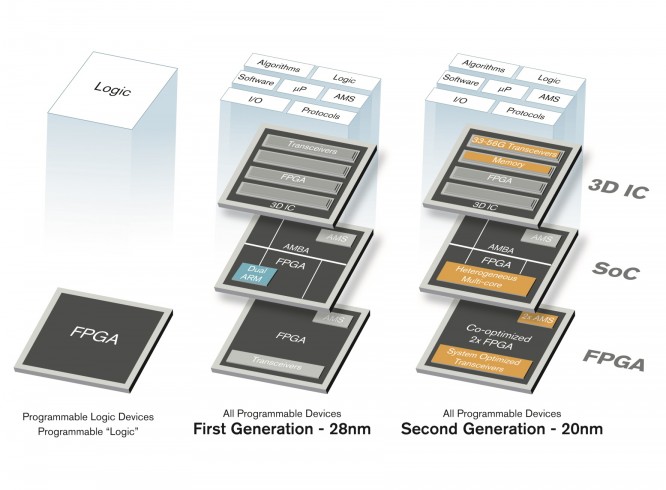 Logic
FPGA
Programmable Logic Devices
Programmable “Logic”
Algorithms
Logic
Software
µP
AMS
I/O
Protocols
Transceivers
FPGA
3D IC
AMS
AMBA
FPGA
Dual
ARM
AMS
FPGA
Transceivers
All Programmable Devices
First Generation - 28nm
Algorithms
Logic
Software
µP
AMS
I/O
Protocols
33-56G Transceivers
Memory
FPGA
3D IC
AMS
AMBA
FPGA
Heterogeneous
Multi-core
2x AMS
Co-optimized
2x FPGA
System Optimized
Transceivers
All Programmable Devices
Second Generation - 20nm
3D IC
SoC
FPGA